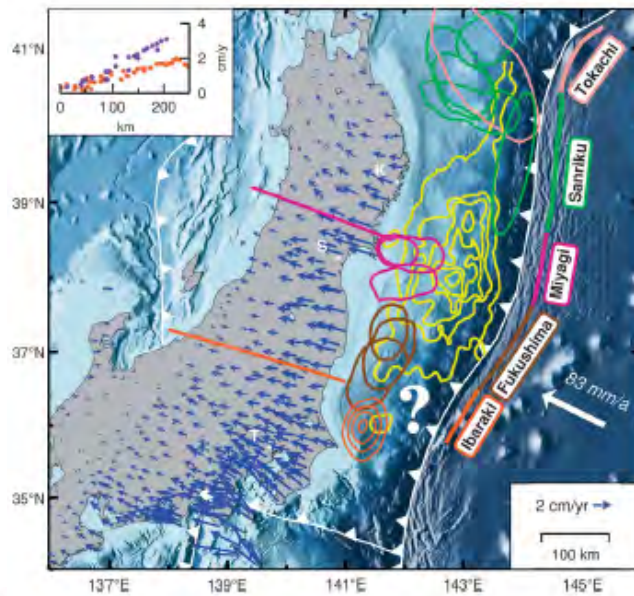 4
2
0
cm/y
0
100
200
km
41°N
39°N
37°N
35°N
K
S
T
?
Tokachi
Sanriku
Miyagi
Fukushima
Ibaraki
83 mm/a
2 cm/yr
100 km
137°E
139°E
141°E
143°E
145°E